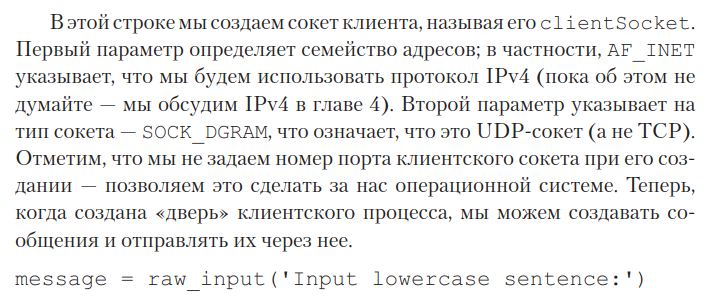 В этой строке мы создаем сокет клиента, называя его clientSocket.
Первый параметр определяет семейство адресов; в частности, AF_INET
указывает, что мы будем использовать протокол IPv4 (пока об этом не
думайте — мы обсудим IPv4 в главе 4). Второй параметр указывает на
тип сокета — SOCK_DGRAM, что означает, что это UDP-сокет (а не TCP).
Отметим, что мы не задаем номер порта клиентского сокета при его соз-
дании — позволяем это сделать за нас операционной системе. Теперь,
когда создана «дверь» клиентского процесса, мы можем создавать со-
общения и отправлять их через нее.
message = raw_input('Input lowercase sentence:')